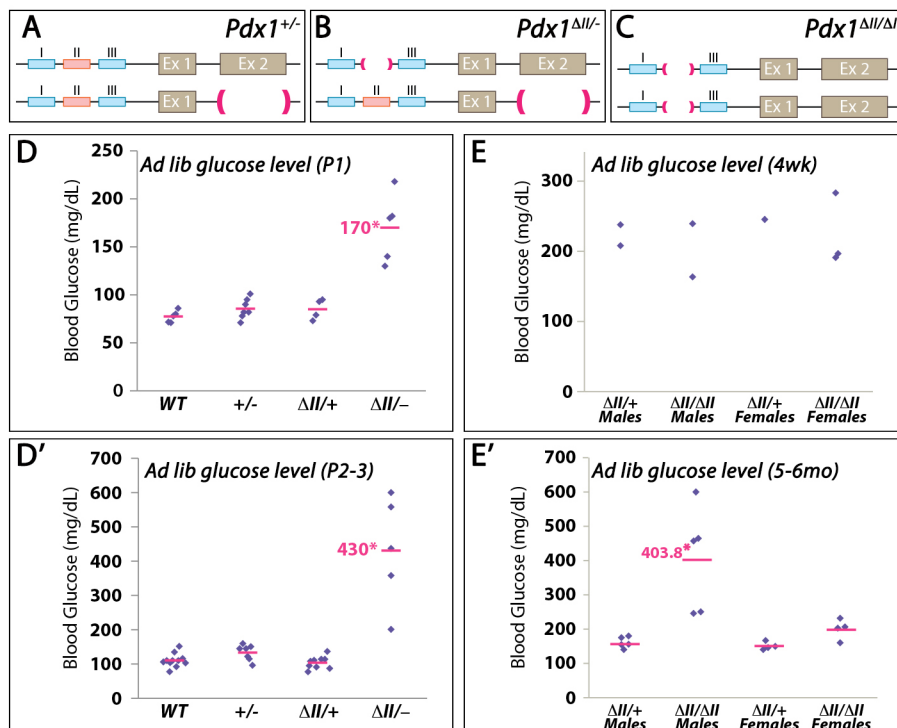 A Pdx1+/-
I II III
Ex 1 Ex 2
Ex 1
B Pdx1ΔII/-
I III
Ex 1 Ex 2
II
Ex 1
C Pdx1ΔII/ΔI
I III
Ex 1 Ex 2
Ex 1 Ex 2
D
Ad lib glucose level (P1)
Blood Glucose (mg/dL)
250
200
150
100
50
0
170*
WT +/- ΔII/+ ΔII/–
E
Ad lib glucose level (4wk)
Blood Glucose (mg/dL)
300
200
100
0
ΔII/+ ΔII/ΔII ΔII/+ ΔII/ΔII
Males Males Females Females
D'
Ad lib glucose level (P2-3)
Blood Glucose (mg/dL)
700
600
500
400
300
200
100
0
430*
WT +/- ΔII/+ ΔII/–
E'
Ad lib glucose level (5-6mo)
Blood Glucose (mg/dL)
700
600
500
400
300
200
100
0
403.8*
ΔII/+ ΔII/ΔII ΔII/+ ΔII/ΔII
Males Males Females Females